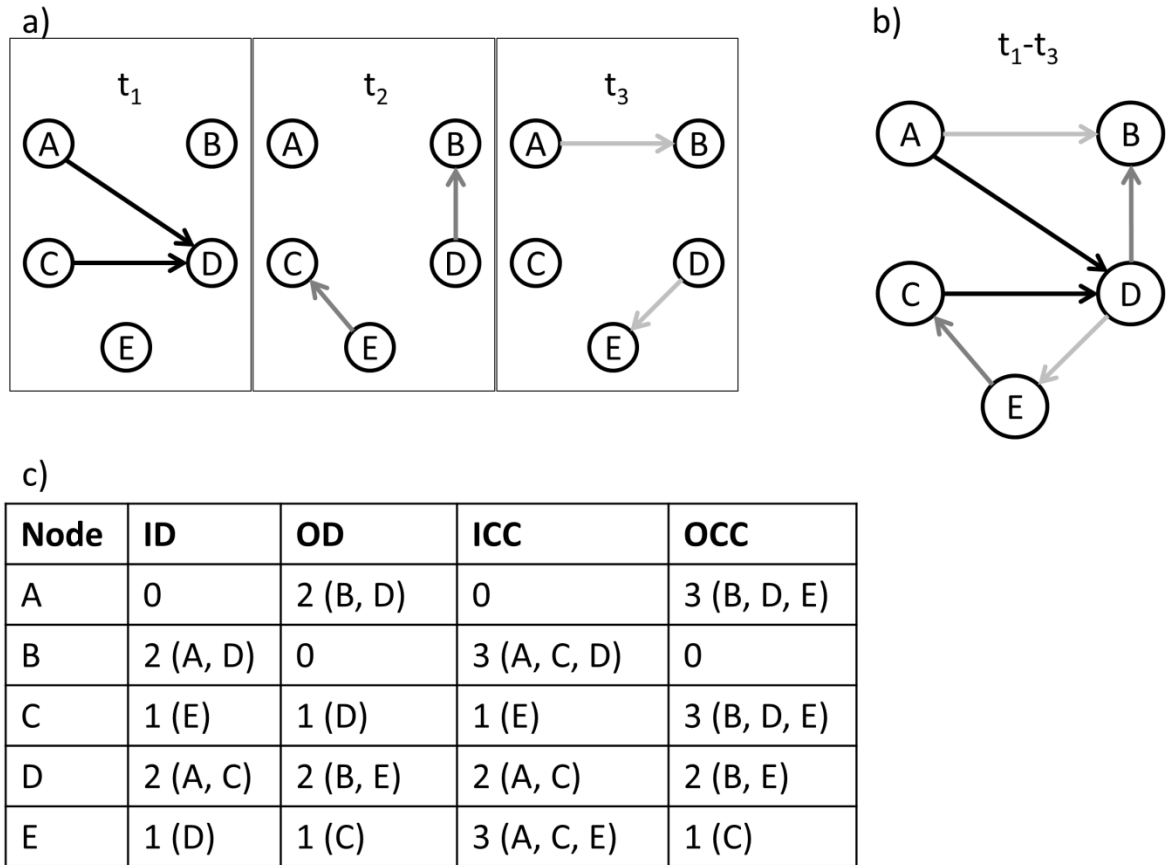 a)
t₁
t₂
t₃
A
B
A
B
A
B
C
D
C
D
C
D
E
E
E
b)
t₁-t₃
A
B
C
D
E
c)
Node ID OD ICC OCC
A 0 2 (B, D) 0 3 (B, D, E)
B 2 (A, D) 0 3 (A, C, D) 0
C 1 (E) 1 (D) 1 (E) 3 (B, D, E)
D 2 (A, C) 2 (B, E) 2 (A, C) 2 (B, E)
E 1 (D) 1 (C) 3 (A, C, E) 1 (C)